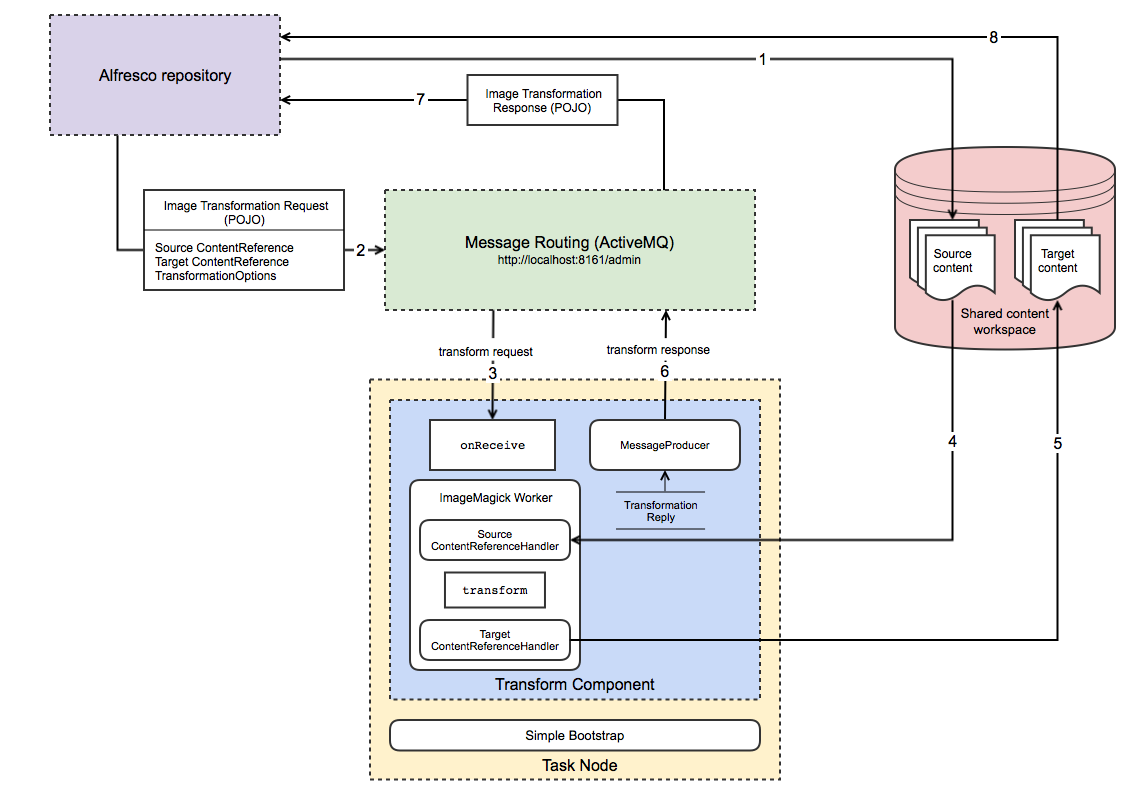 8
1
Alfresco repository
Image Transformation
Response (POJO)
7
Image Transformation Request
(POJO)
Source ContentReference
Target ContentReference
TransformationOptions
2
Message Routing (ActiveMQ)
http://localhost:8161/admin
Source
content
Target
content
Shared content
workspace
transform request
3
transform response
6
4
5
onReceive
MessageProducer
ImageMagick Worker
Transformation
Reply
Source
ContentReferenceHandler
transform
Target
ContentReferenceHandler
Transform Component
Simple Bootstrap
Task Node